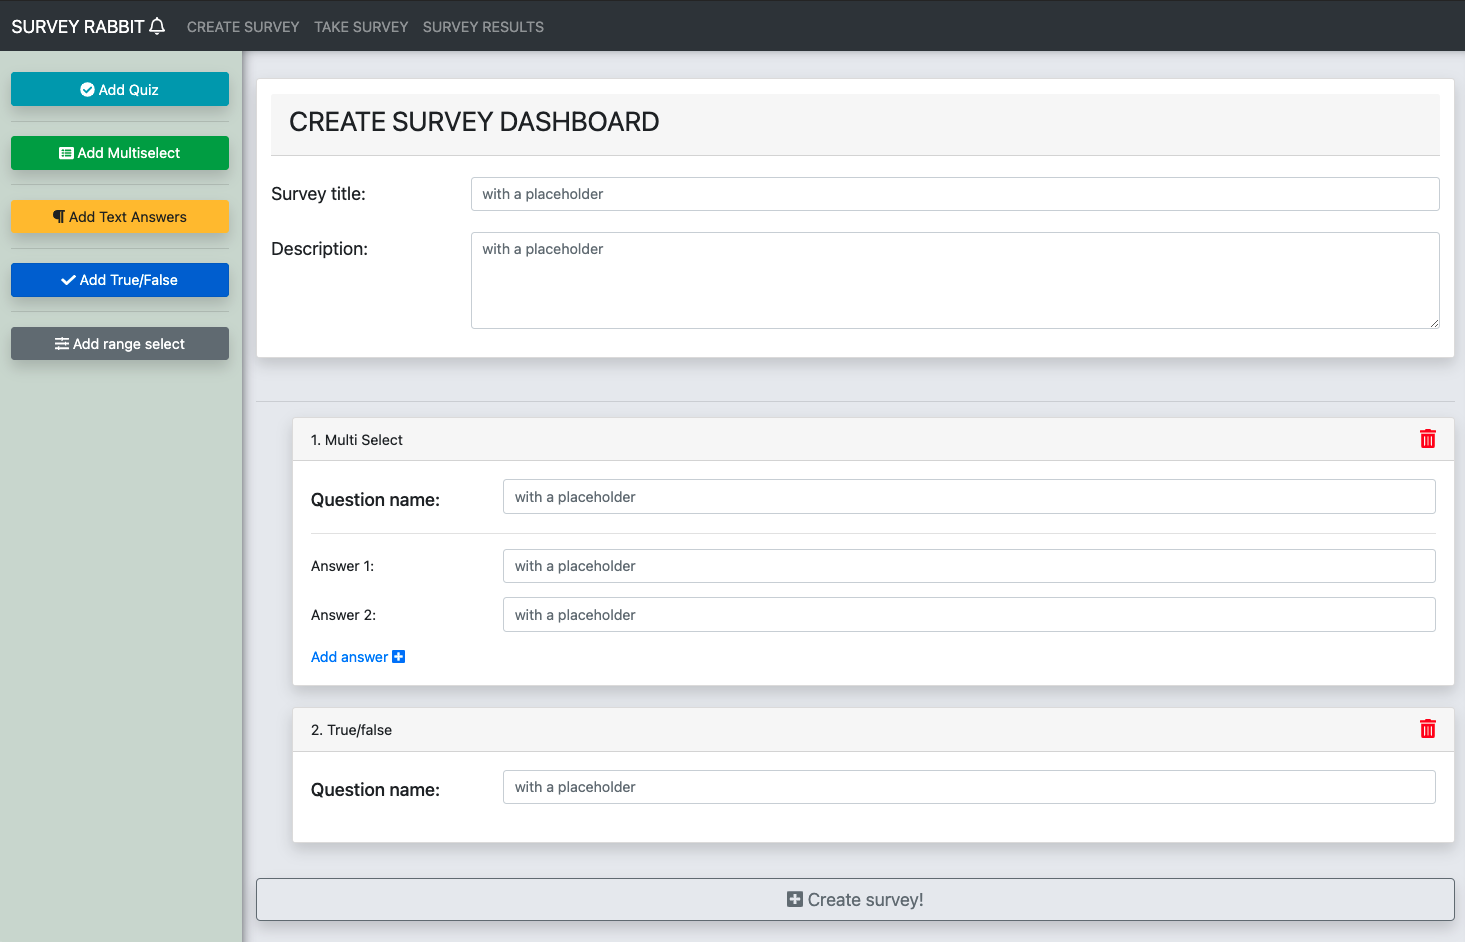 SURVEY RABBIT CREATE SURVEY TAKE SURVEY SURVEY RESULTS
Add Quiz
Add Multiselect
Add Text Answers
Add True/False
Add range select
CREATE SURVEY DASHBOARD
Survey title: with a placeholder
Description: with a placeholder
1. Multi Select
Question name: with a placeholder
Answer 1: with a placeholder
Answer 2: with a placeholder
Add answer
2. True/false
Question name: with a placeholder
Create survey!